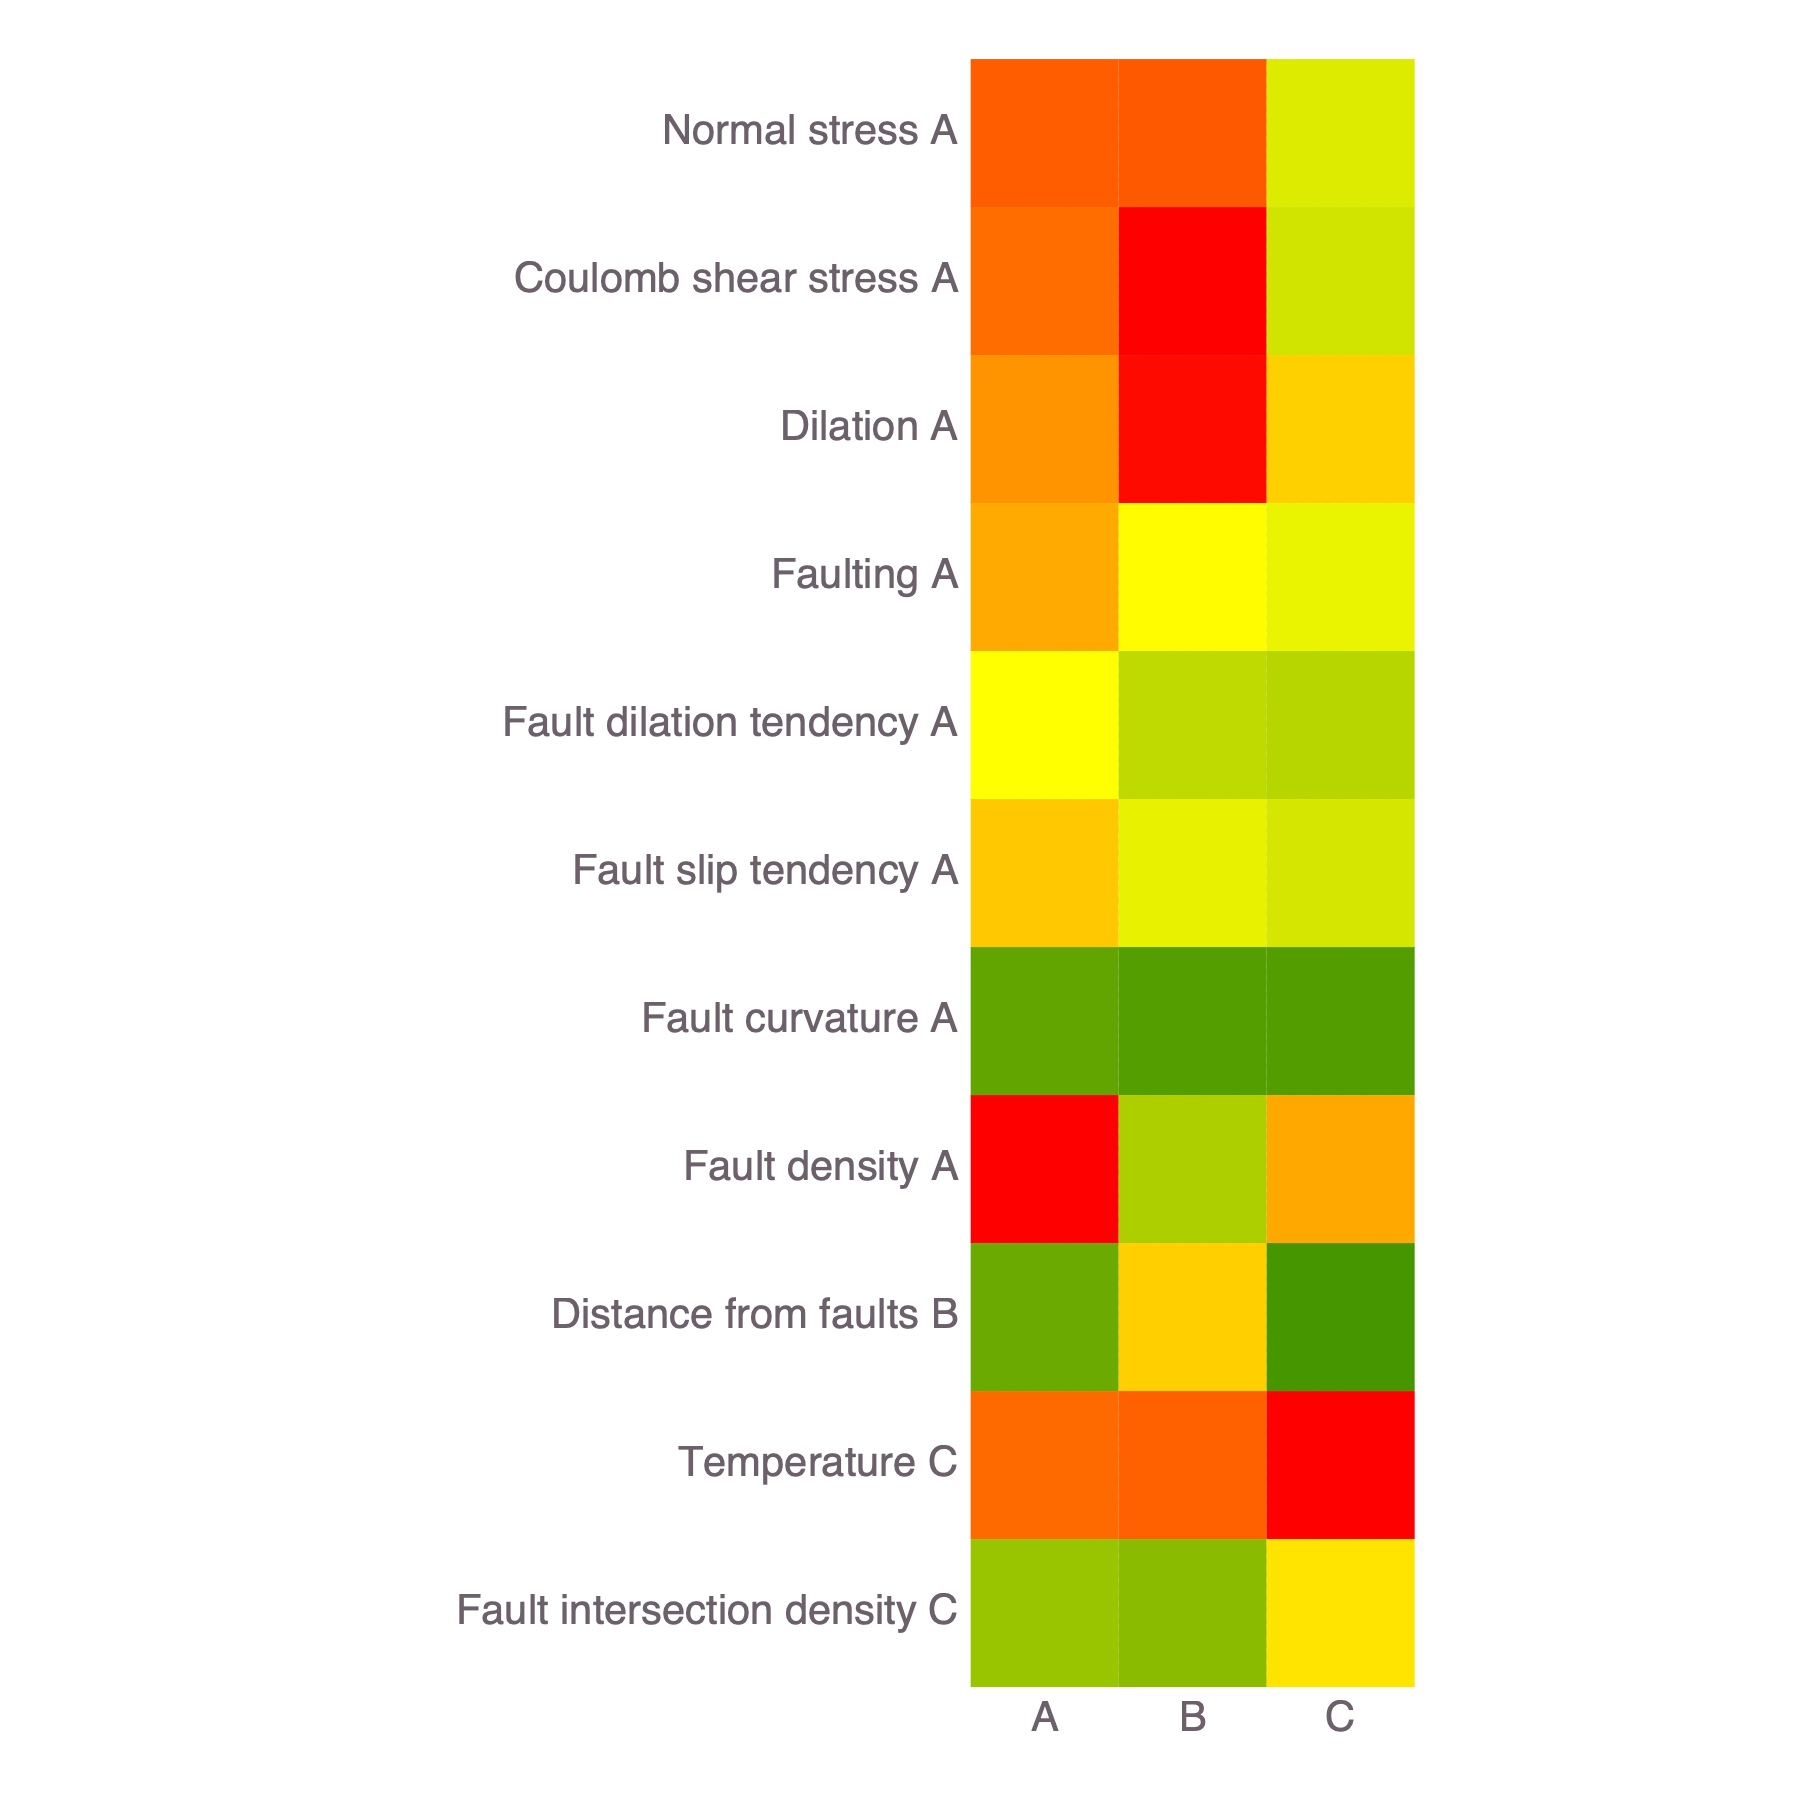 Normal stress A
Coulomb shear stress A
Dilation A
Faulting A
Fault dilation tendency A
Fault slip tendency A
Fault curvature A
Fault density A
Distance from faults B
Temperature C
Fault intersection density C
A B C